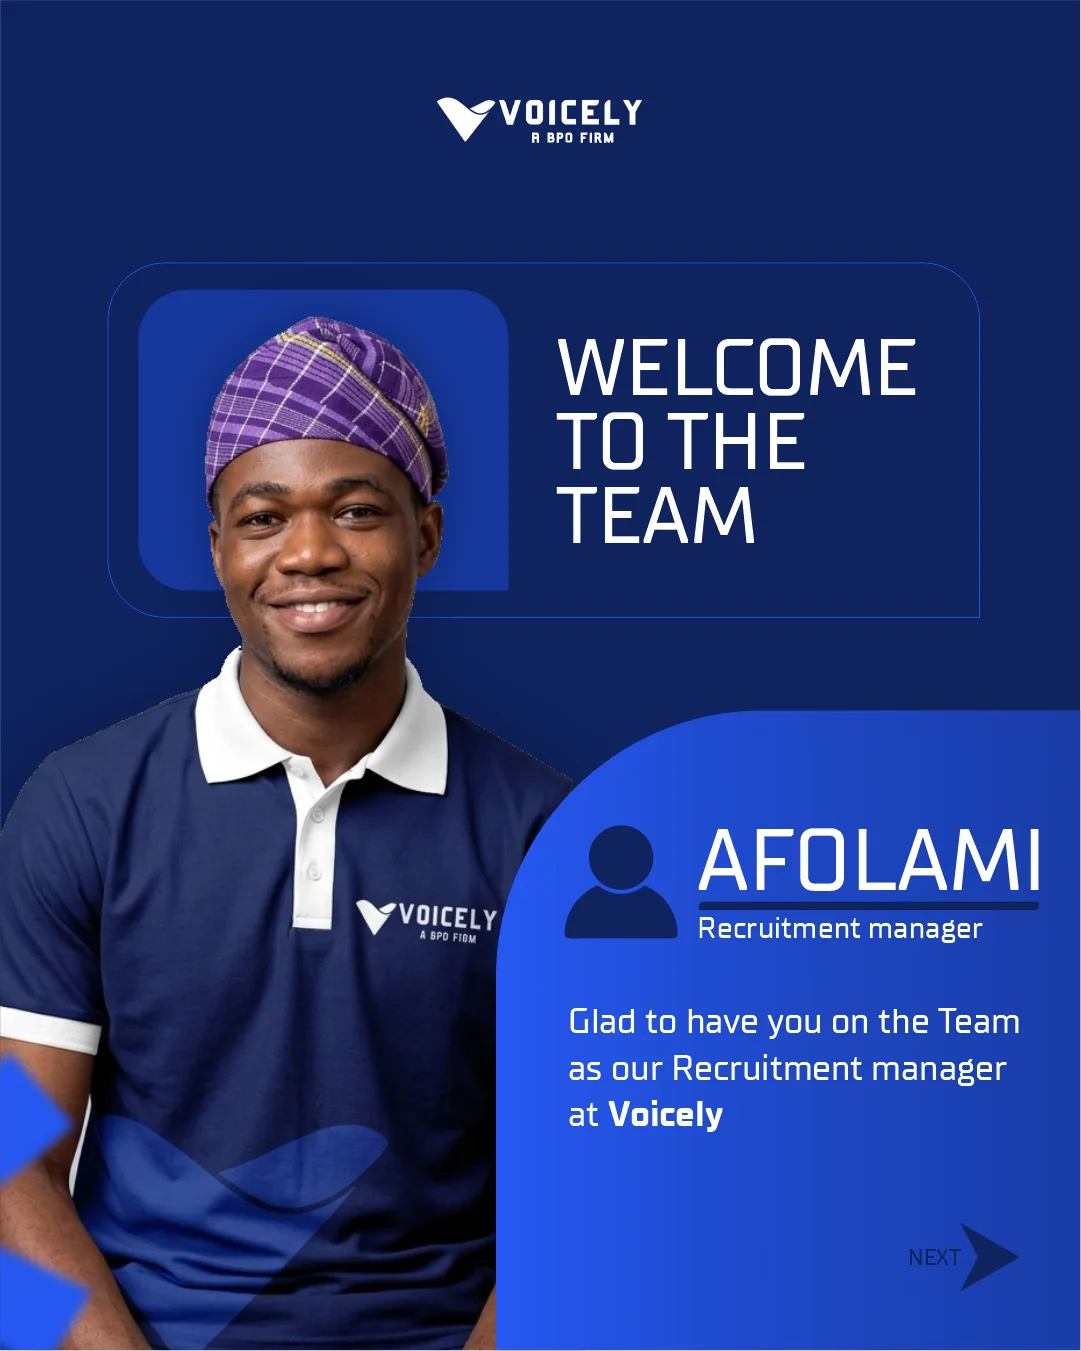 VOICELY
A BPO FIRM
WELCOME
TO THE
TEAM
VOICELY
A BPO FIRM
AFOLAMI
Recruitment manager
Glad to have you on the Team
as our Recruitment manager
at Voicely
NEXT